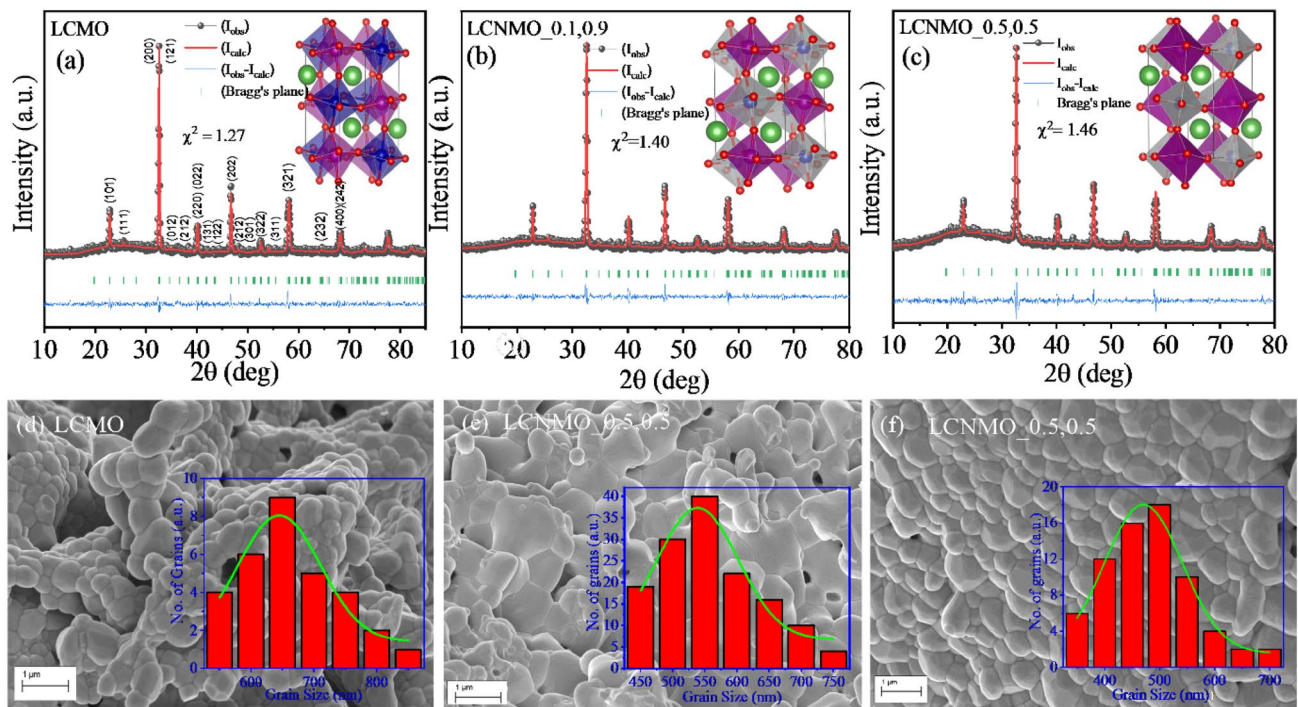 LCMO
(a)
(I_obs)
(I_calc)
(I_obs-I_calc)
(Bragg's plane)
χ² = 1.27
(200)
(121)
(101)
(111)
(012)
(212)
(220)
(022)
(131)
(122)
(202)
(212)
(301)
(322)
(311)
(321)
(232)
(400)
(242)
Intensity (a.u.)
10 20 30 40 50 60 70 80
2θ (deg)
LCNMO_0.1,0.9
(b)
(I_obs)
(I_calc)
(I_obs-I_calc)
(Bragg's plane)
χ²=1.40
Intensity (a.u.)
10 20 30 40 50 60 70 80
2θ (deg)
LCNMO_0.5,0.5
(c)
I_obs
I_calc
I_obs-I_calc
Bragg's plane
χ²= 1.46
Intensity (a.u.)
10 20 30 40 50 60 70 80
2θ (deg)
(d) LCMO
No. of Grains (a.u.)
10
8
6
4
2
0
600 700 800
Grain Size (nm)
1 µm
(e) LCNMO_0.5,0.5
No. of grains (a.u.)
40
35
30
25
20
15
10
5
0
450 500 550 600 650 700 750
Grain Size (nm)
1 µm
(f) LCNMO_0.5,0.5
No. of grains (a.u.)
20
16
12
8
4
0
400 500 600 700
Grain Size (nm)
1 µm